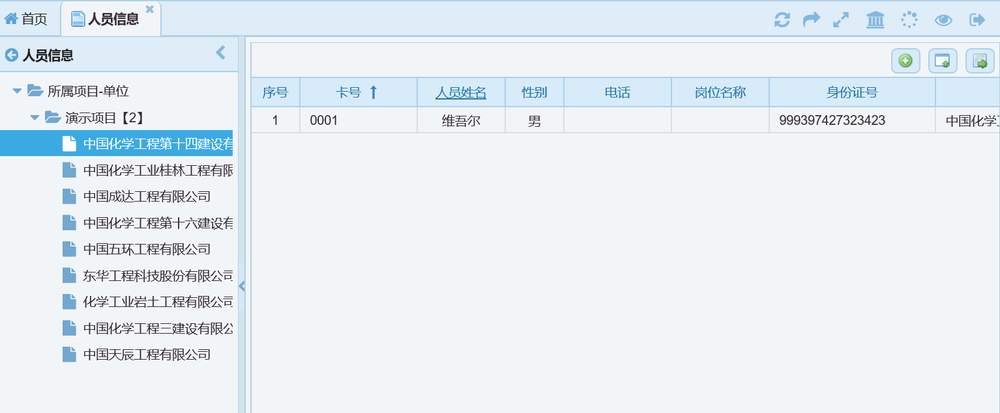 首页
人员信息
人员信息
所属项目-单位
演示项目【2】
中国化学工程第十四建设有
中国化学工业桂林工程有限
中国成达工程有限公司
中国化学工程第十六建设有
中国五环工程有限公司
东华工程科技股份有限公司
化学工业岩土工程有限公司
中国化学工程三建设有限公
中国天辰工程有限公司
序号 卡号 人员姓名 性别 电话 岗位名称 身份证号
1 0001 维吾尔 男 999397427323423 中国化学工